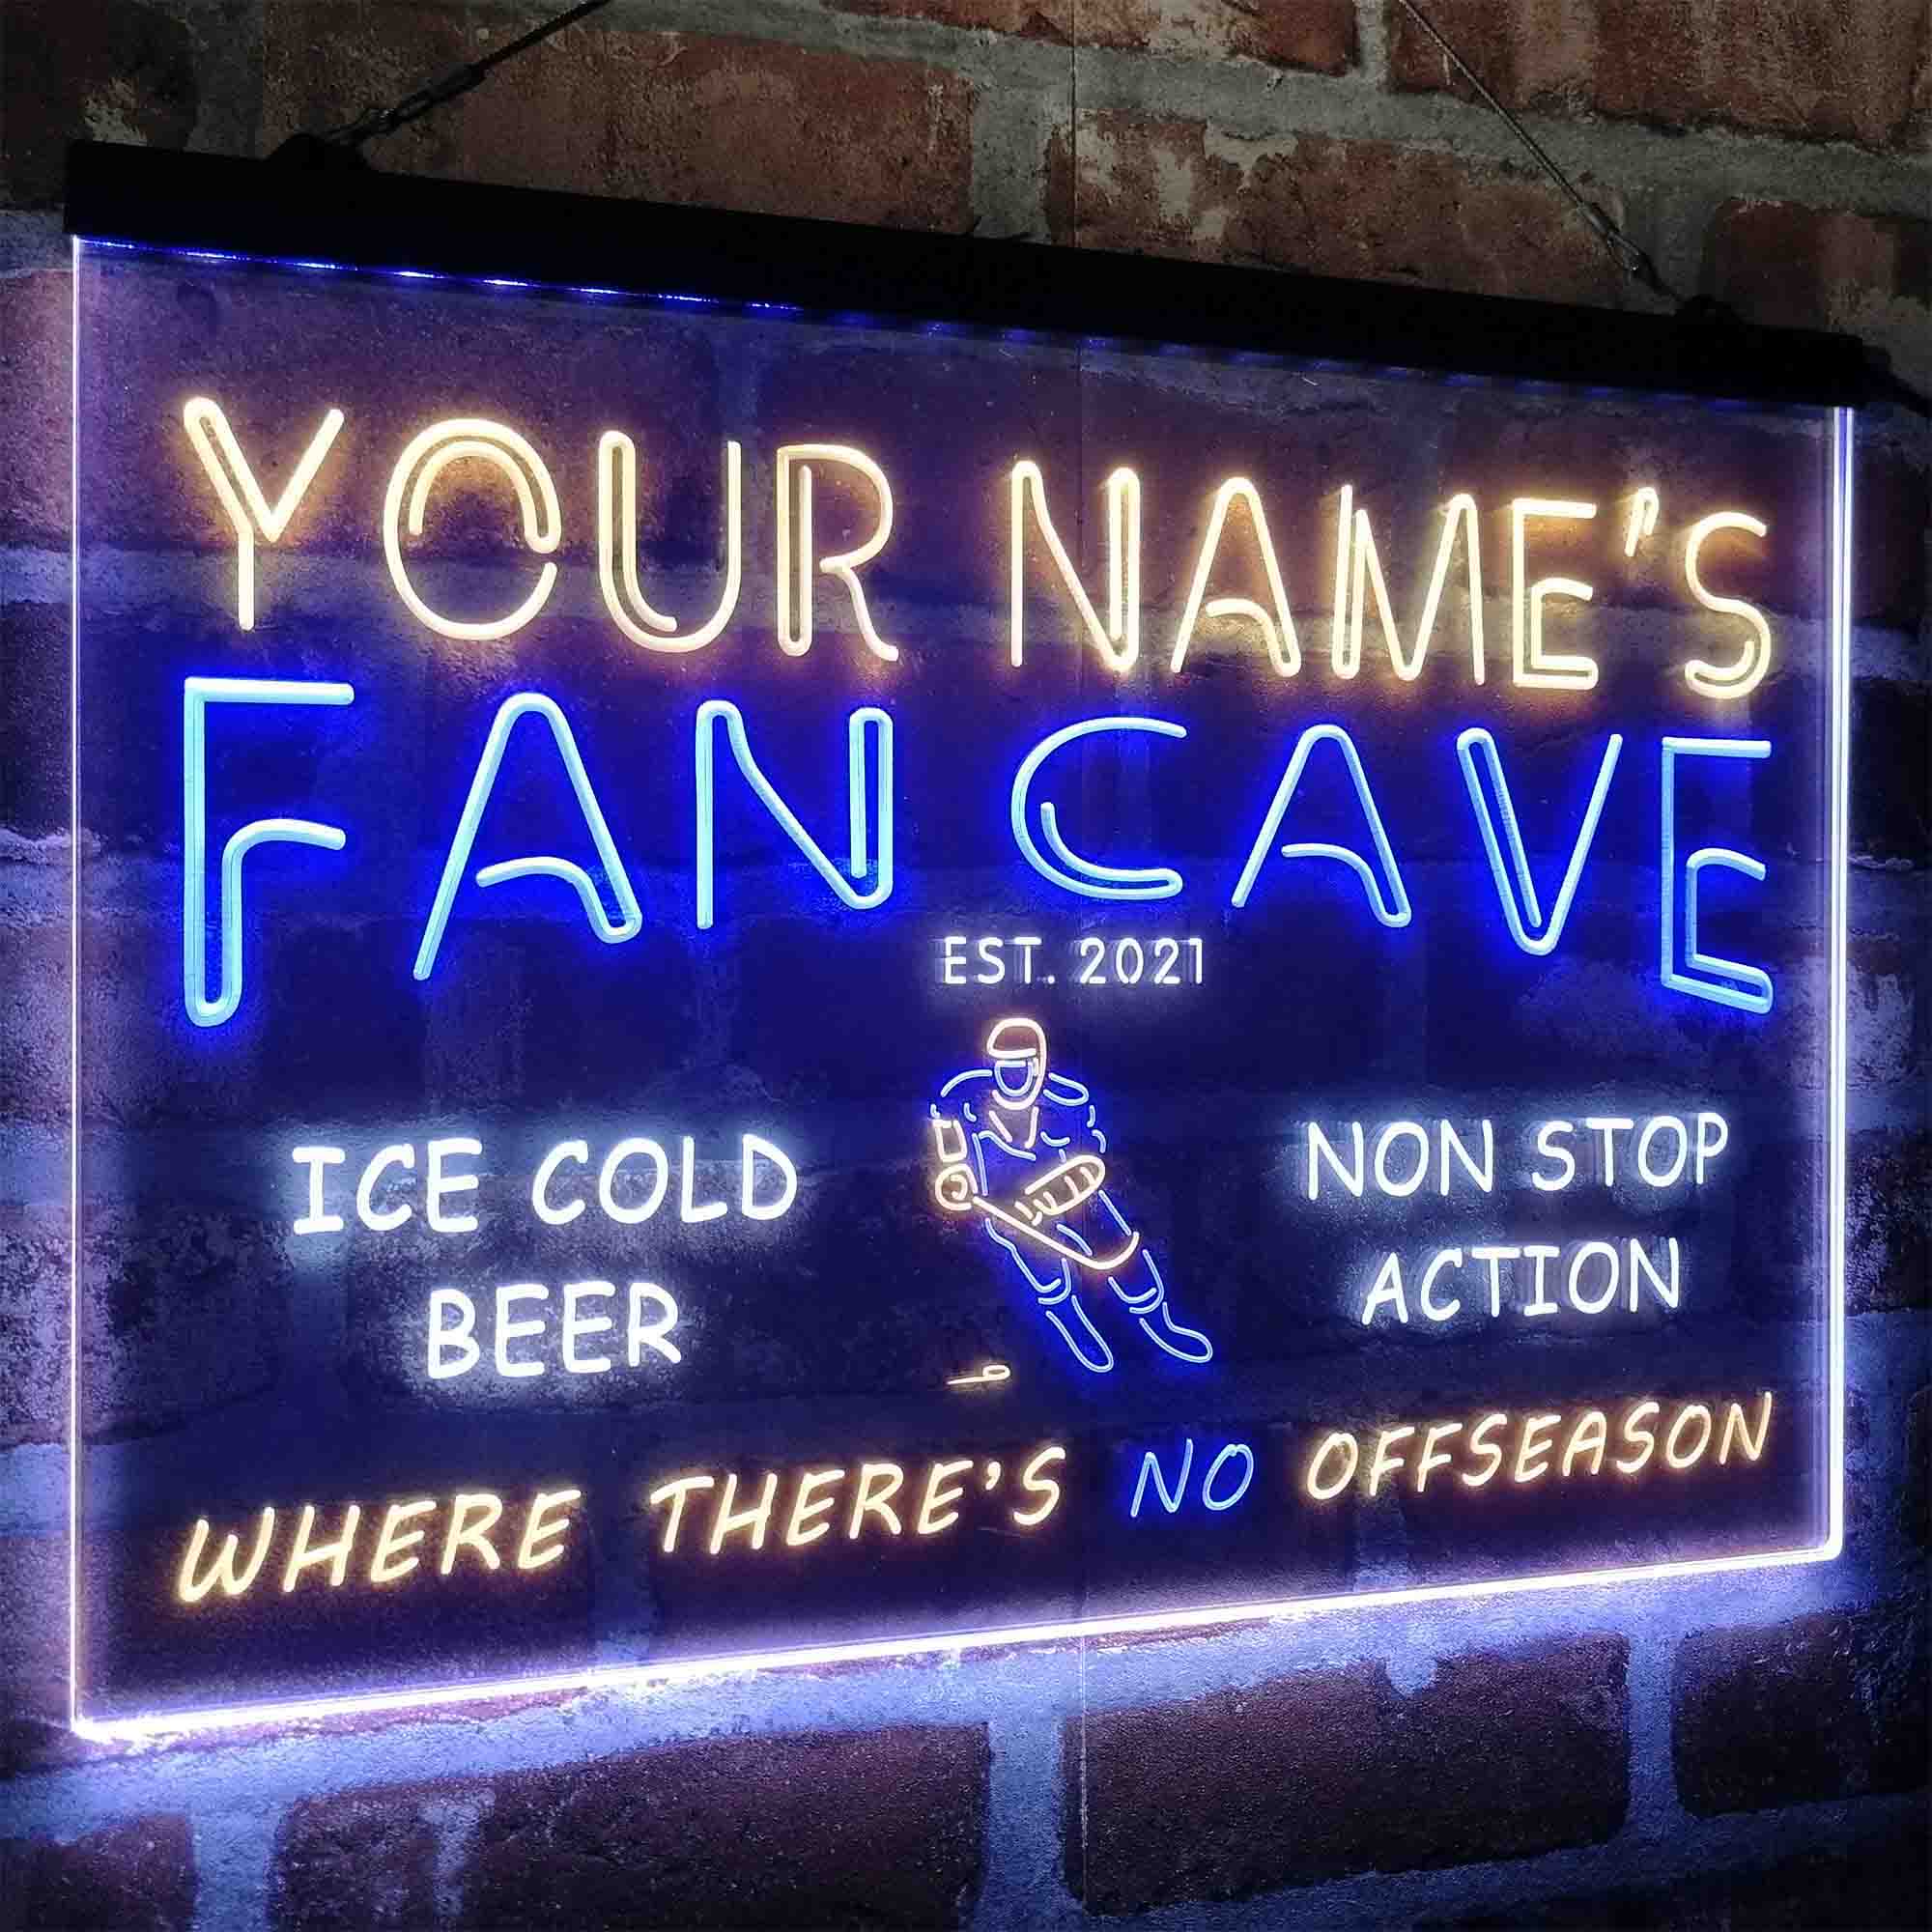 YOUR NAME'S
FAN CAVE
EST. 2021
ICE COLD
BEER
NON STOP
ACTION
WHERE THERE'S NO OFFSEASON